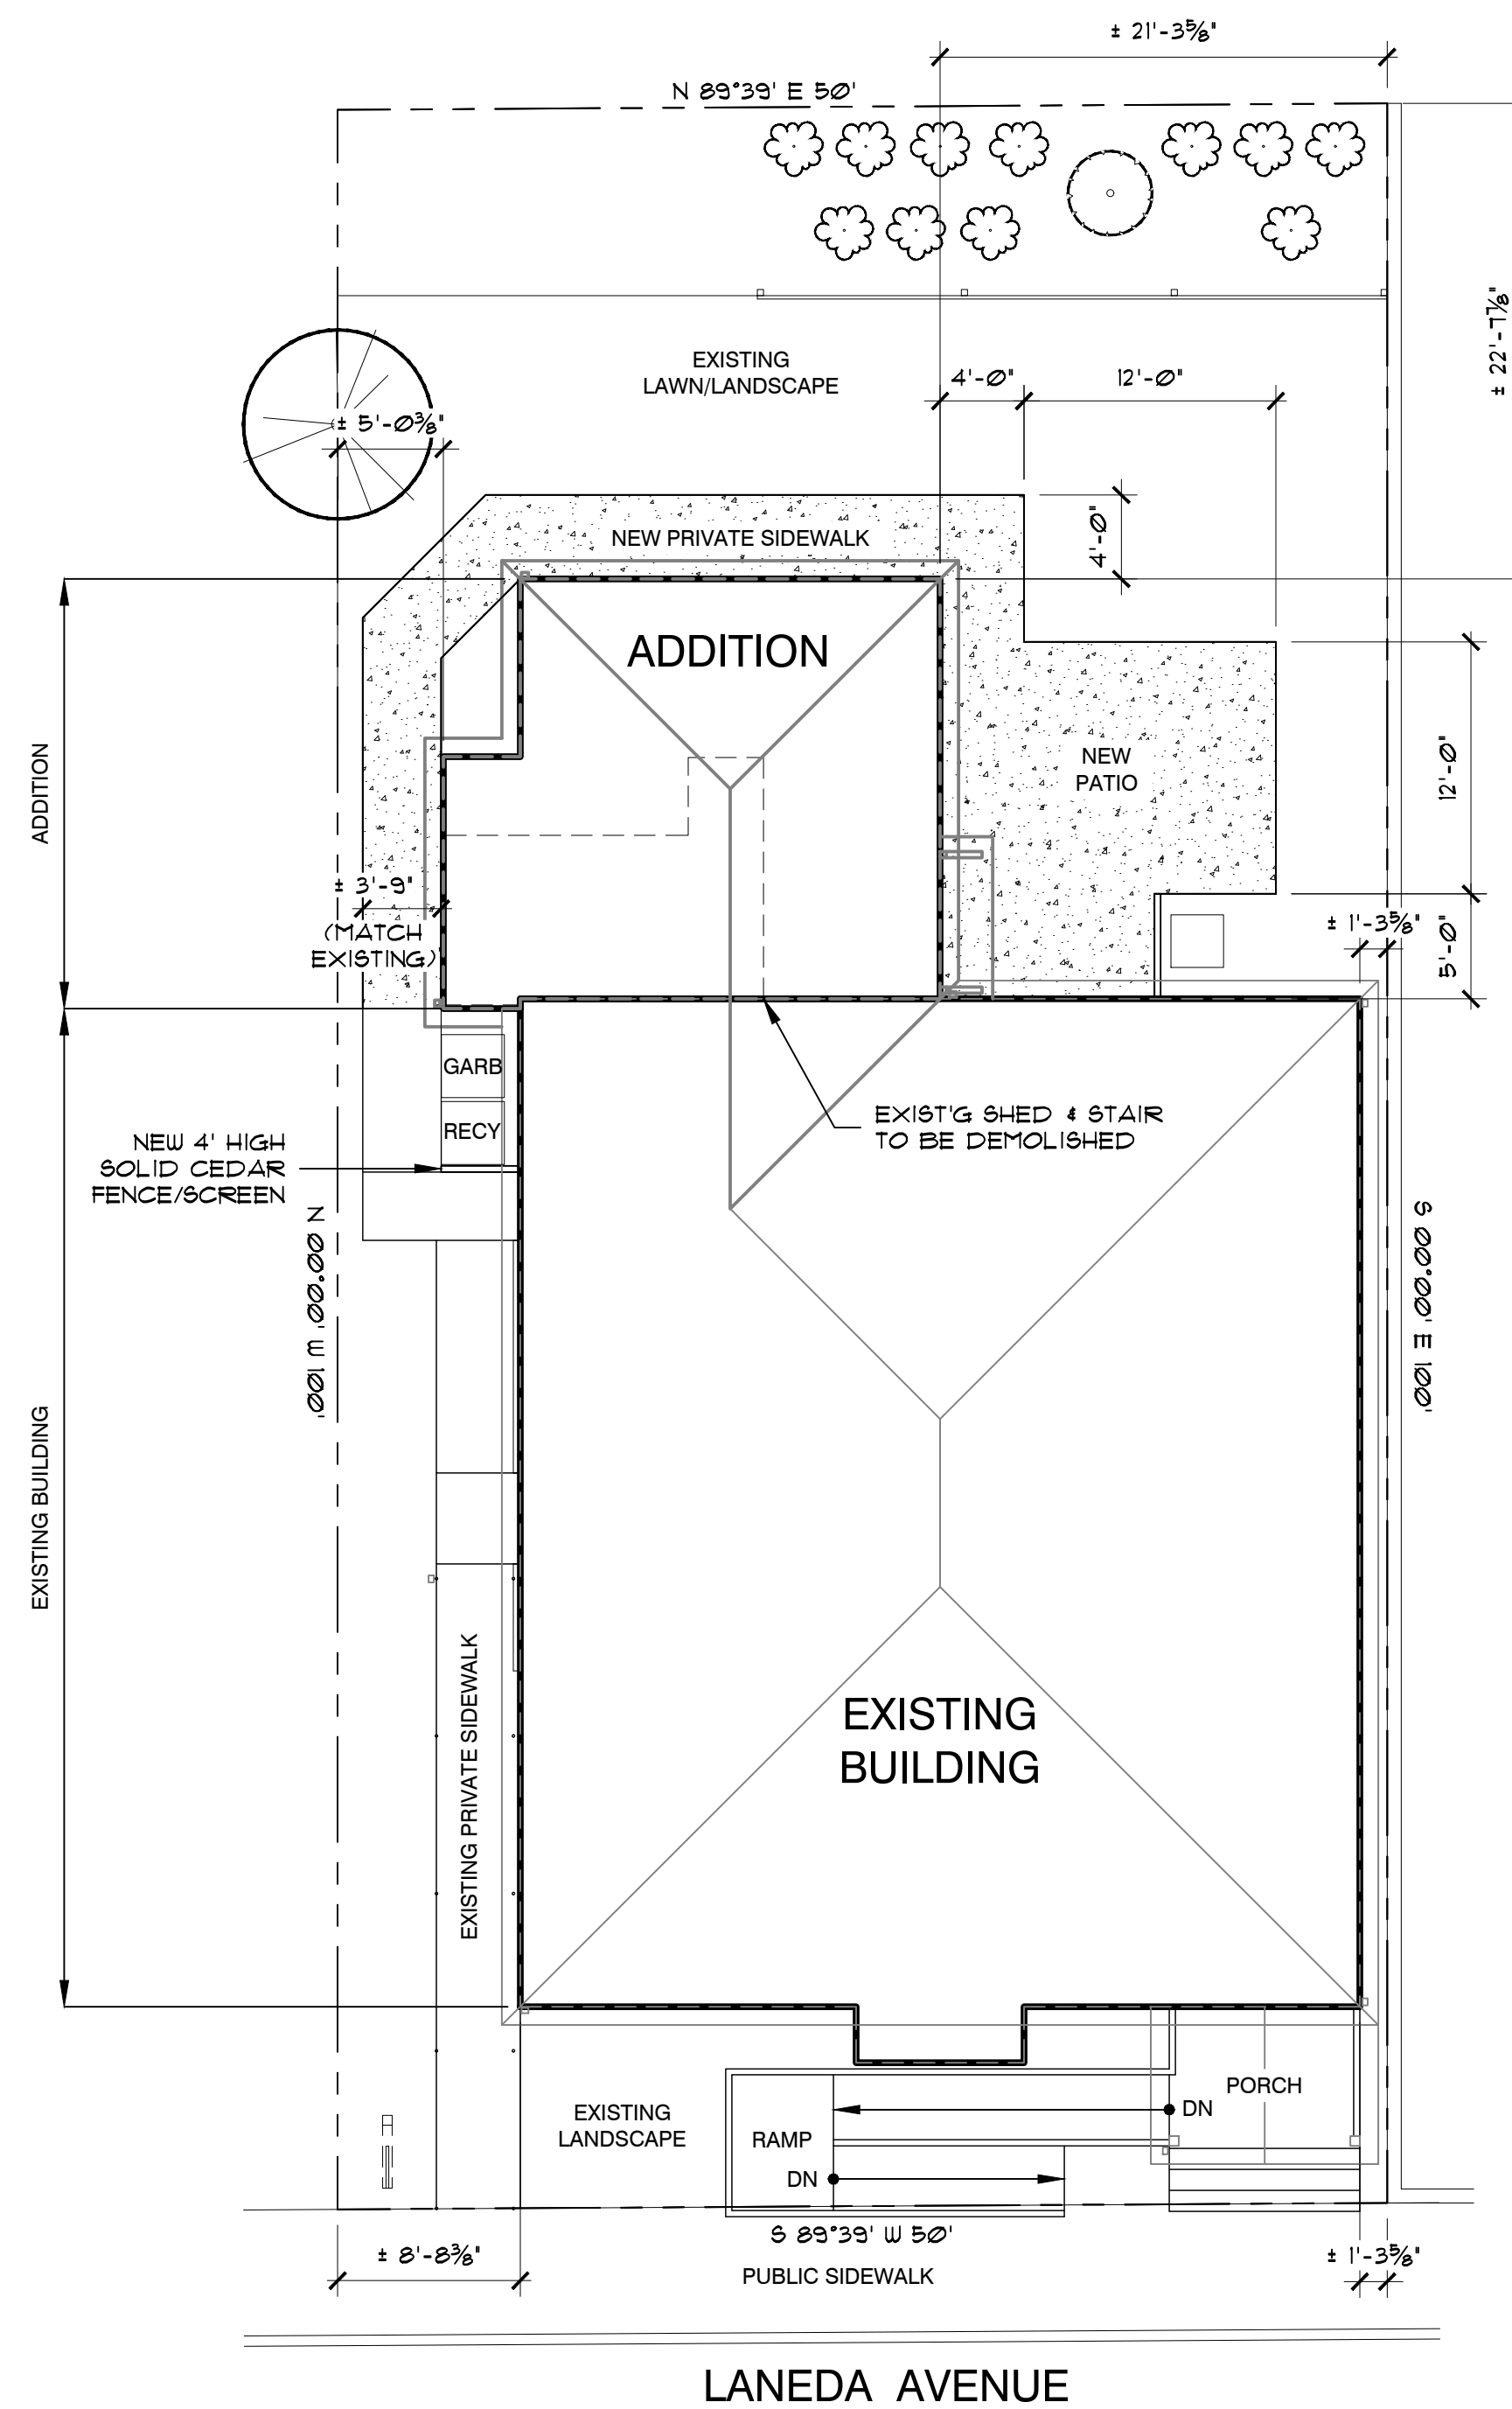 ± 21'-3⅝"
N 89°39' E 50'
± 22'-7⅞"
EXISTING
LAWN/LANDSCAPE
4'-0"
12'-0"
± 5'-0⅜"
4'-0"
NEW PRIVATE SIDEWALK
ADDITION
ADDITION
NEW
PATIO
12'-0"
± 3'-9"
(MATCH
EXISTING)
± 1'-3⅝"
5'-0"
GARB
RECY
EXIST'G SHED & STAIR
TO BE DEMOLISHED
NEW 4' HIGH
SOLID CEDAR
FENCE/SCREEN
N 00°00' W 100'
S 00°00' E 100'
EXISTING BUILDING
EXISTING PRIVATE SIDEWALK
EXISTING
BUILDING
PORCH
DN
EXISTING
LANDSCAPE
RAMP
DN
S 89°39' W 50'
± 8'-8⅜"
± 1'-3⅝"
PUBLIC SIDEWALK
LANEDA AVENUE